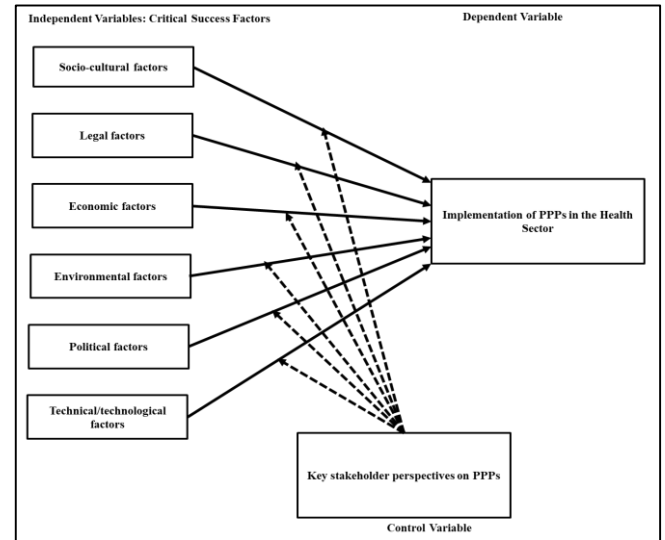 Independent Variables: Critical Success Factors
Dependent Variable
Socio-cultural factors
Legal factors
Economic factors
Environmental factors
Political factors
Technical/technological
factors
Implementation of PPPs in the Health
Sector
Key stakeholder perspectives on PPPs
Control Variable